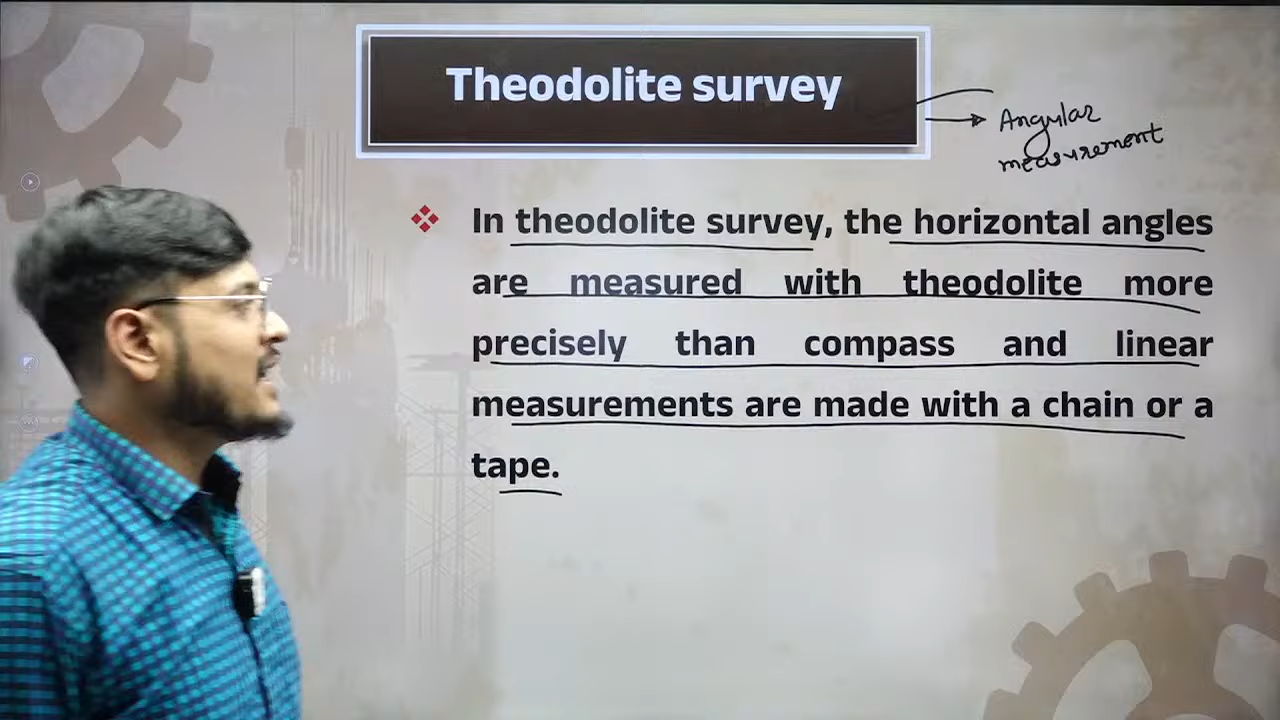 Theodolite survey
Angular
measurement
In theodolite survey, the horizontal angles
are measured with theodolite more
precisely than compass and linear
measurements are made with a chain or a
tape.